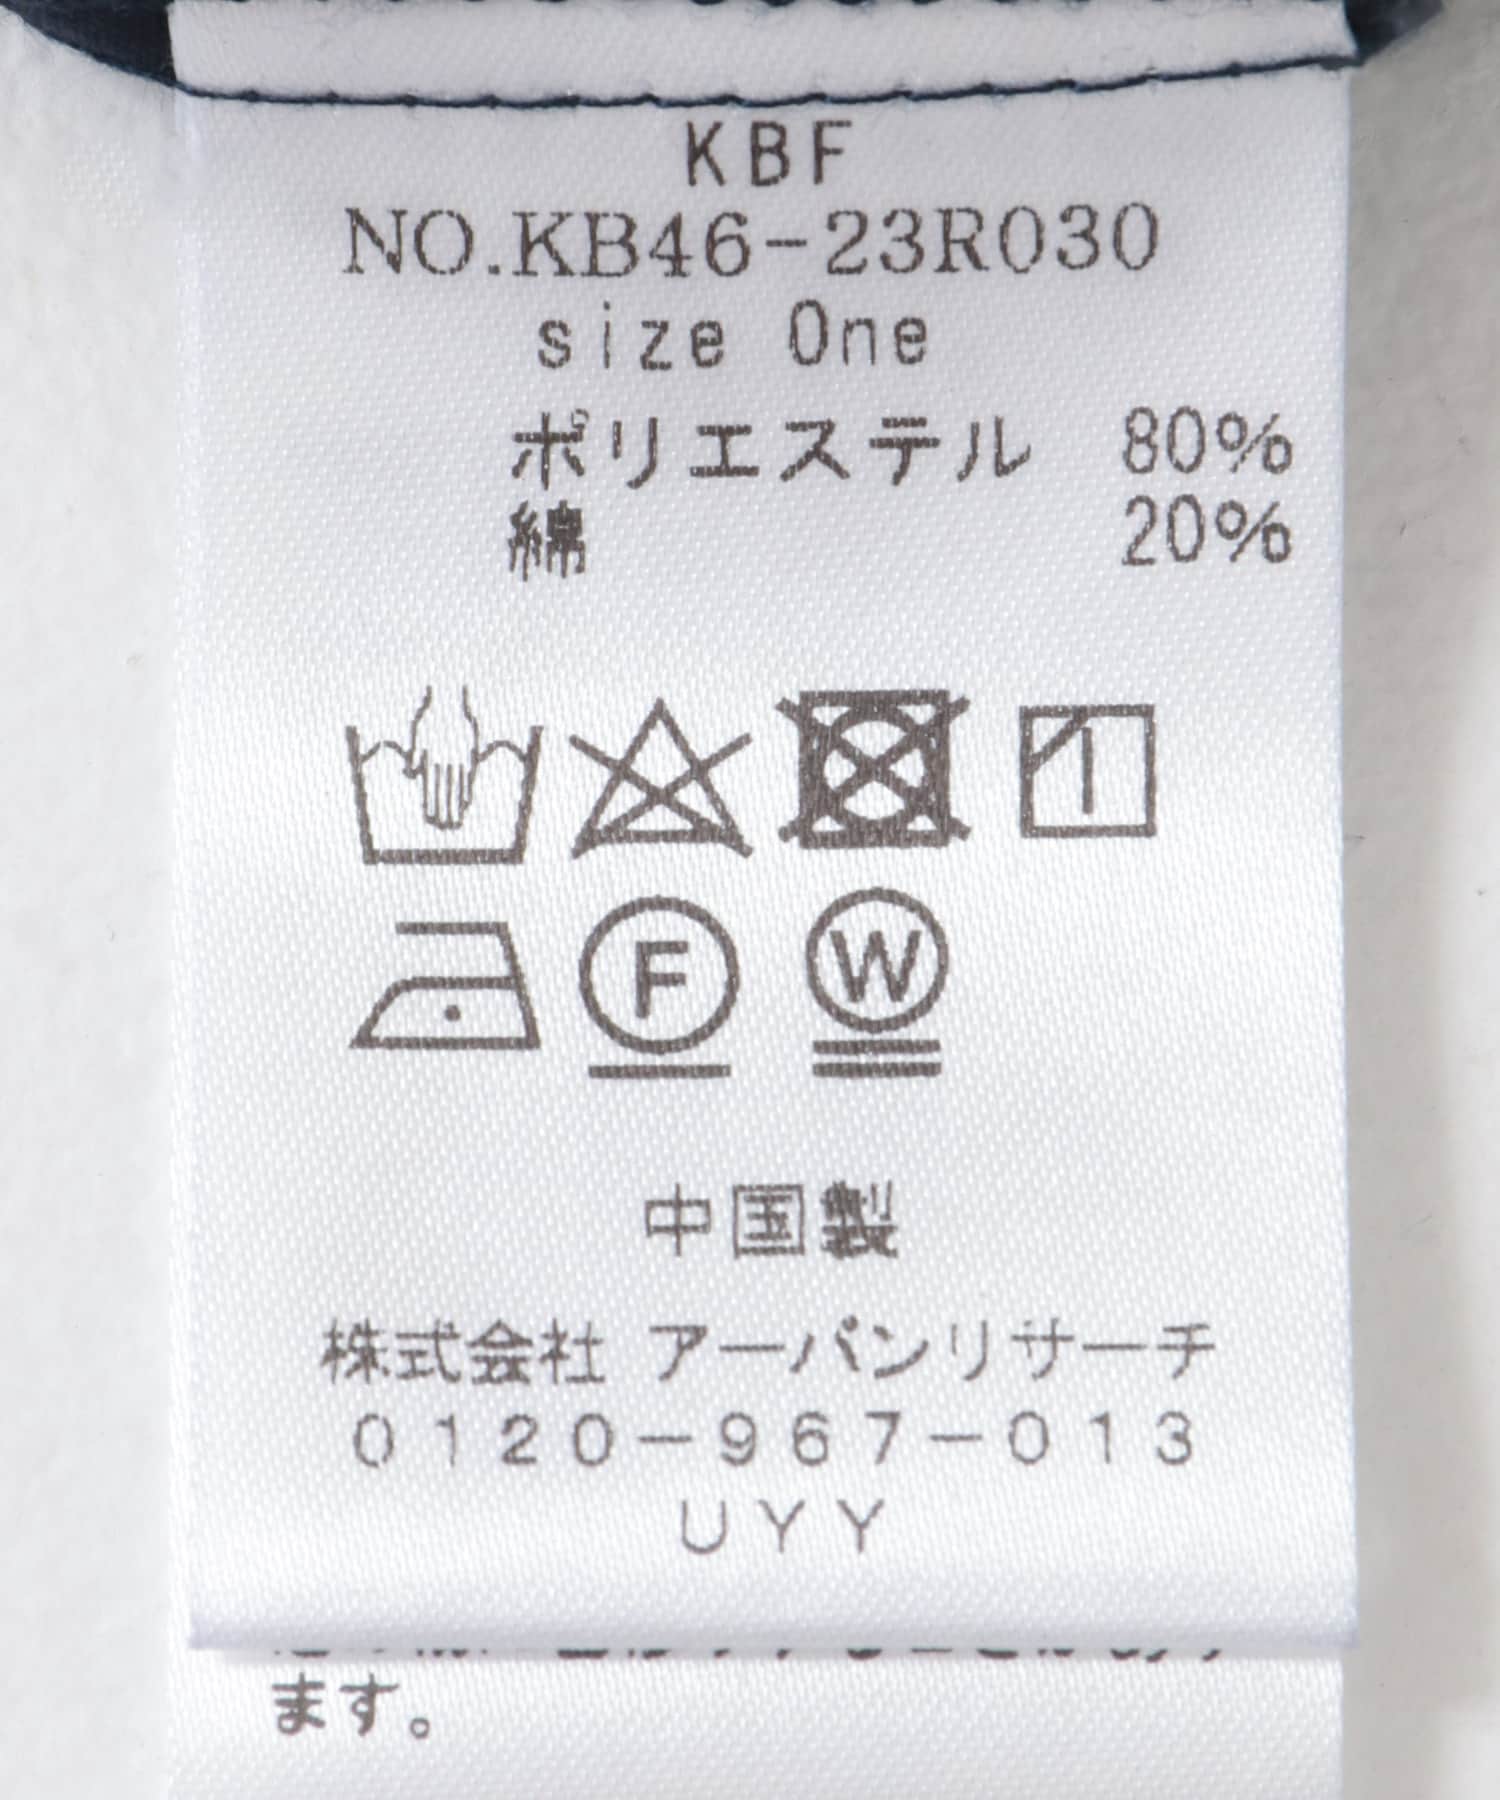 KBF
NO.KB46-23R030
size One
ポリエステル 80%
綿 20%
F W
中国製
株式会社 アーバンリサーチ
0120-967-013
UYY
ます。